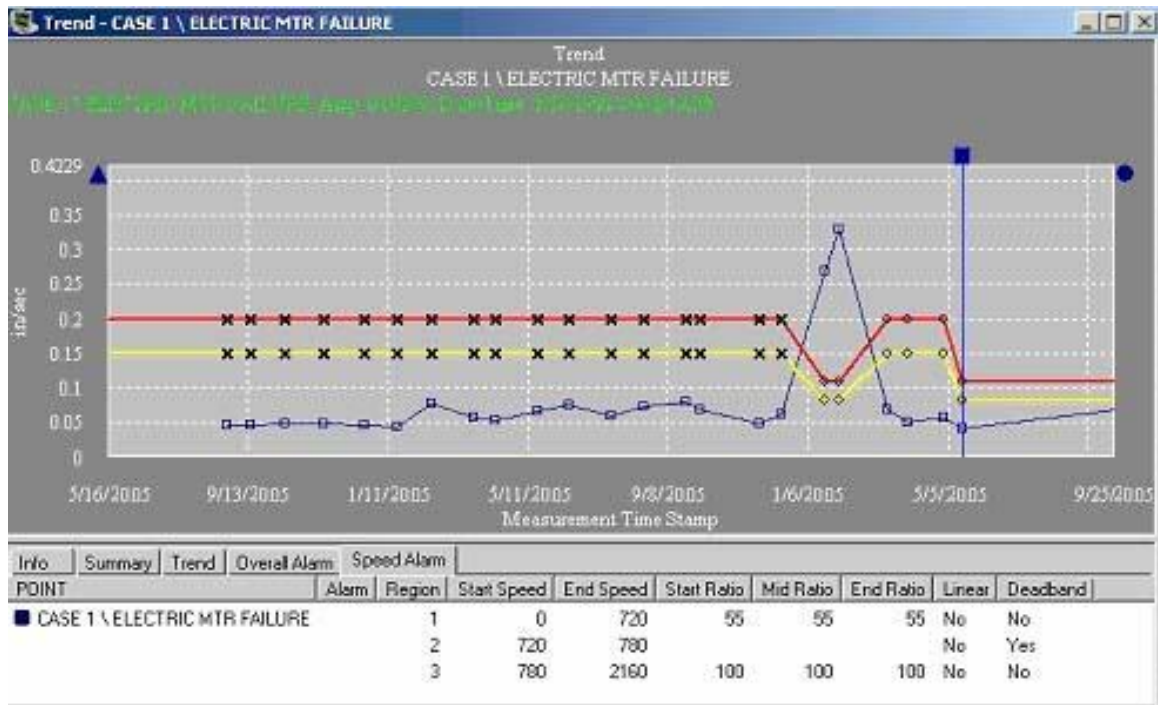 Trend - CASE 1 \ ELECTRIC MTR FAILURE
Trend
CASE 1 \ ELECTRIC MTR FAILURE
0.4229
0.35
0.3
0.25
0.2
0.15
0.1
0.05
0
in/sec
5/16/2005 9/13/2005 1/11/2005 5/11/2005 9/8/2005 1/6/2005 5/5/2005 9/25/2005
Measurement Time Stamp
Info Summary Trend Overall Alarm Speed Alarm
POINT Alarm Region Start Speed End Speed Start Ratio Mid Ratio End Ratio Linear Deadband
CASE 1 \ ELECTRIC MTR FAILURE 1 0 720 55 55 55 No No
2 720 780 No Yes
3 780 2160 100 100 100 No No